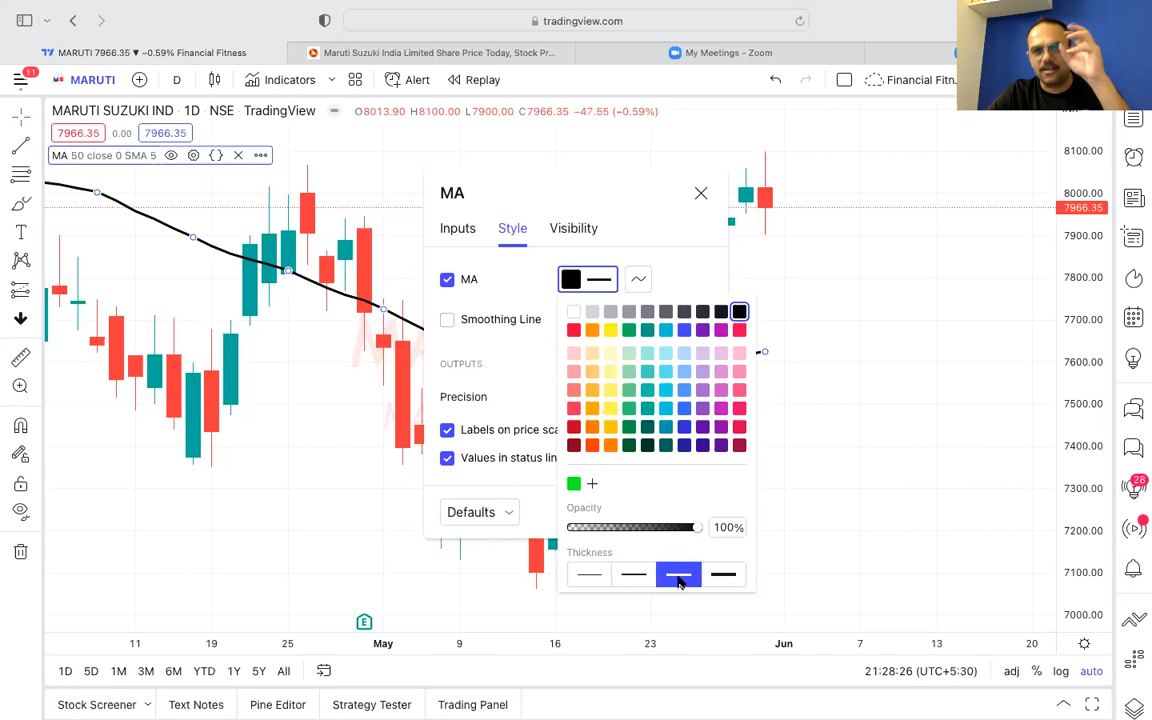 tradingview.com
MARUTI 7966.35 ▼ −0.59% Financial Fitness
Maruti Suzuki India Limited Share Price Today, Stock Pr...
My Meetings - Zoom
11
MARUTI
D
Indicators
Alert
Replay
Financial Fitn..
MARUTI SUZUKI IND · 1D · NSE · TradingView
O8013.90 H8100.00 L7900.00 C7966.35 −47.55 (−0.59%)
7966.35
0.00
7966.35
MA 50 close 0 SMA 5
MA
Inputs
Style
Visibility
MA
Smoothing Line
OUTPUTS
Precision
Labels on price sca
Values in status lin
Defaults
Opacity
100%
Thickness
8100.00
8000.00
7966.35
7900.00
7800.00
7700.00
7600.00
7500.00
7400.00
7300.00
7200.00
7100.00
7000.00
28
E
11
19
25
May
9
16
23
Jun
7
13
20
1D
5D
1M
3M
6M
YTD
1Y
5Y
All
21:28:26 (UTC+5:30)
adj
%
log
auto
Stock Screener
Text Notes
Pine Editor
Strategy Tester
Trading Panel